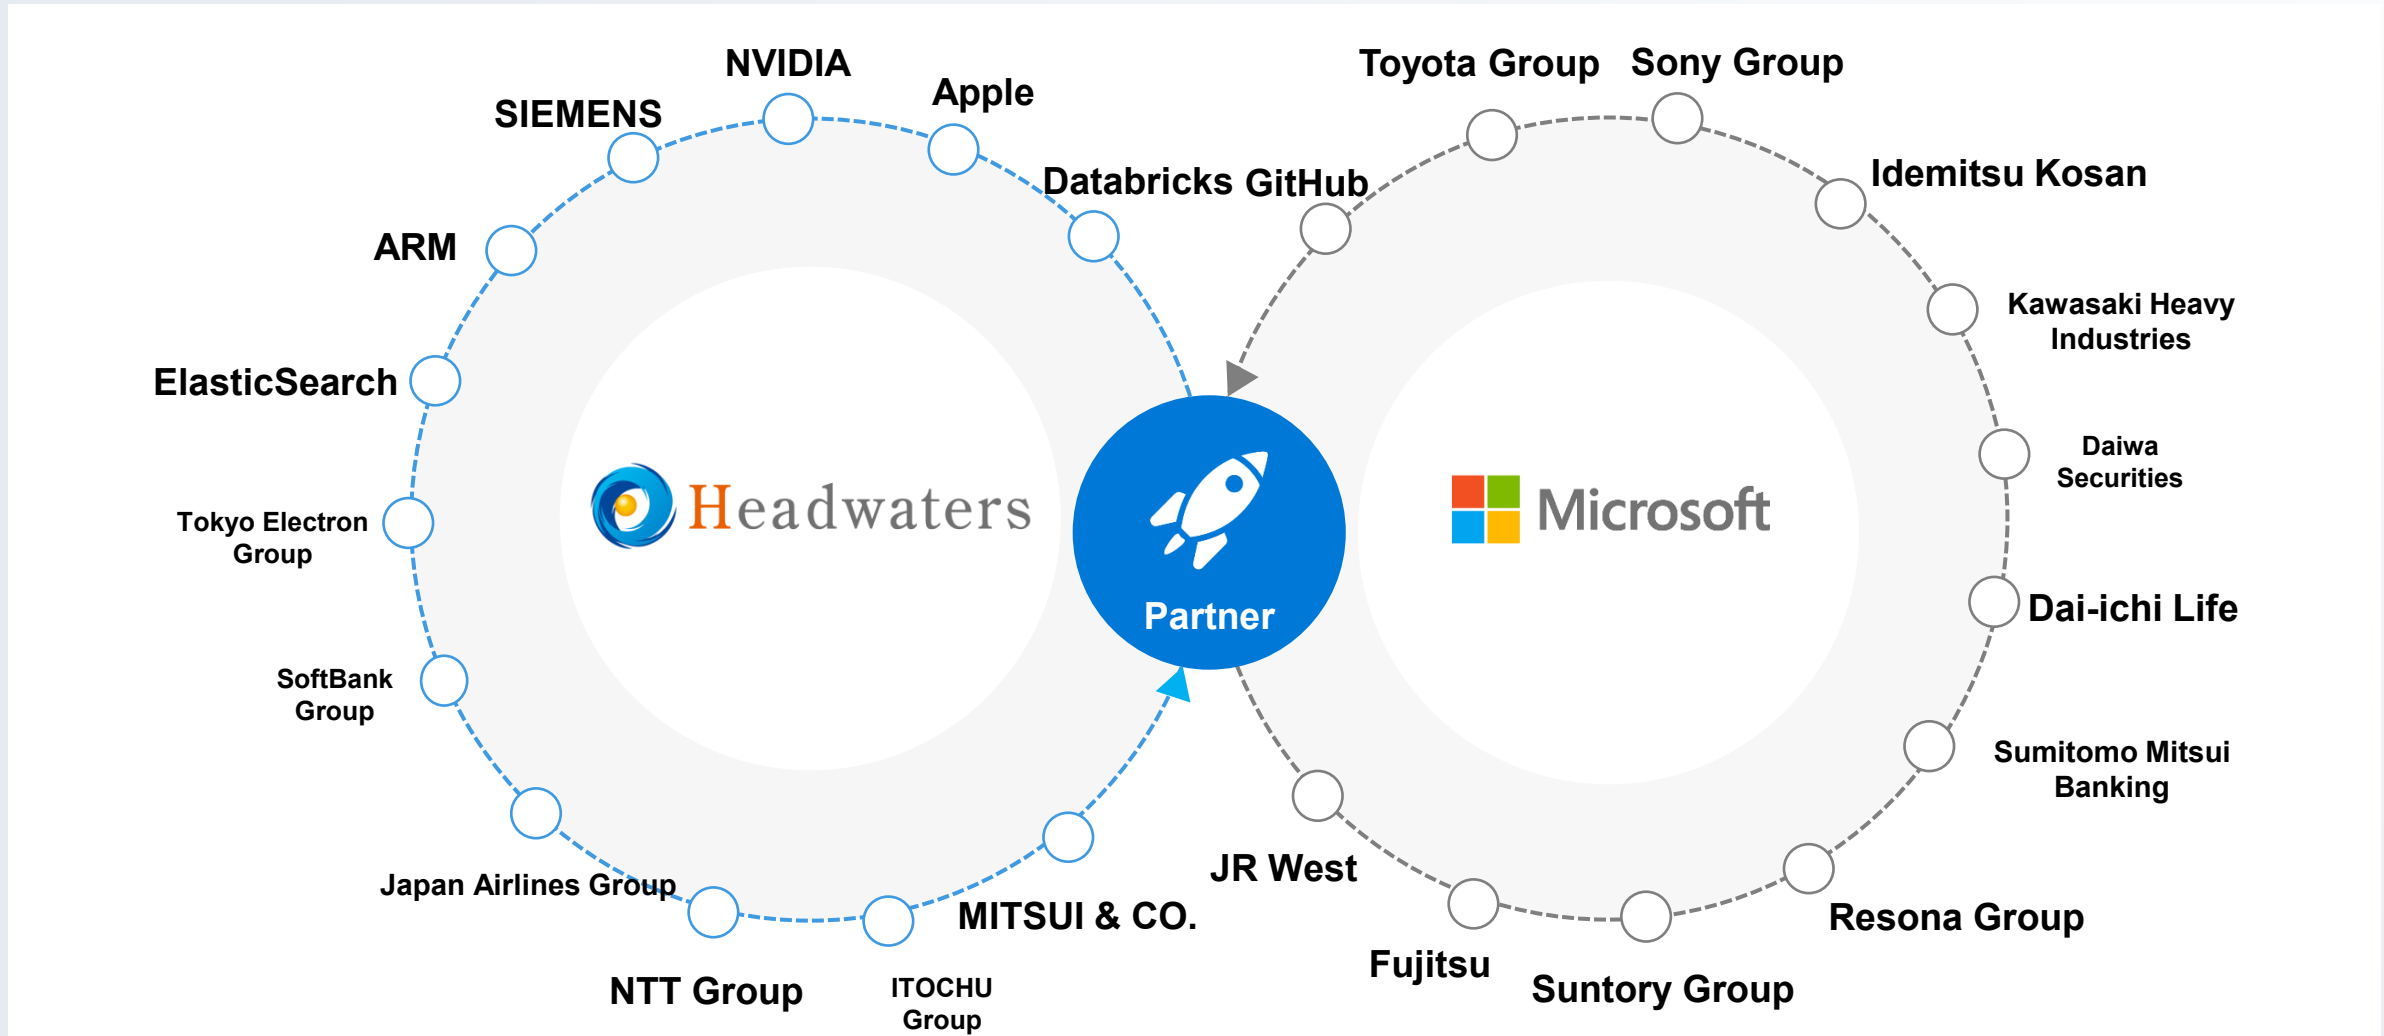 NVIDIA
Apple
SIEMENS
Databricks
ARM
ElasticSearch
Tokyo Electron
Group
SoftBank
Group
Japan Airlines Group
NTT Group
ITOCHU
Group
MITSUI & CO.
Headwaters
Partner
Microsoft
Toyota Group
Sony Group
GitHub
Idemitsu Kosan
Kawasaki Heavy
Industries
Daiwa
Securities
Dai-ichi Life
Sumitomo Mitsui
Banking
Resona Group
Suntory Group
Fujitsu
JR West